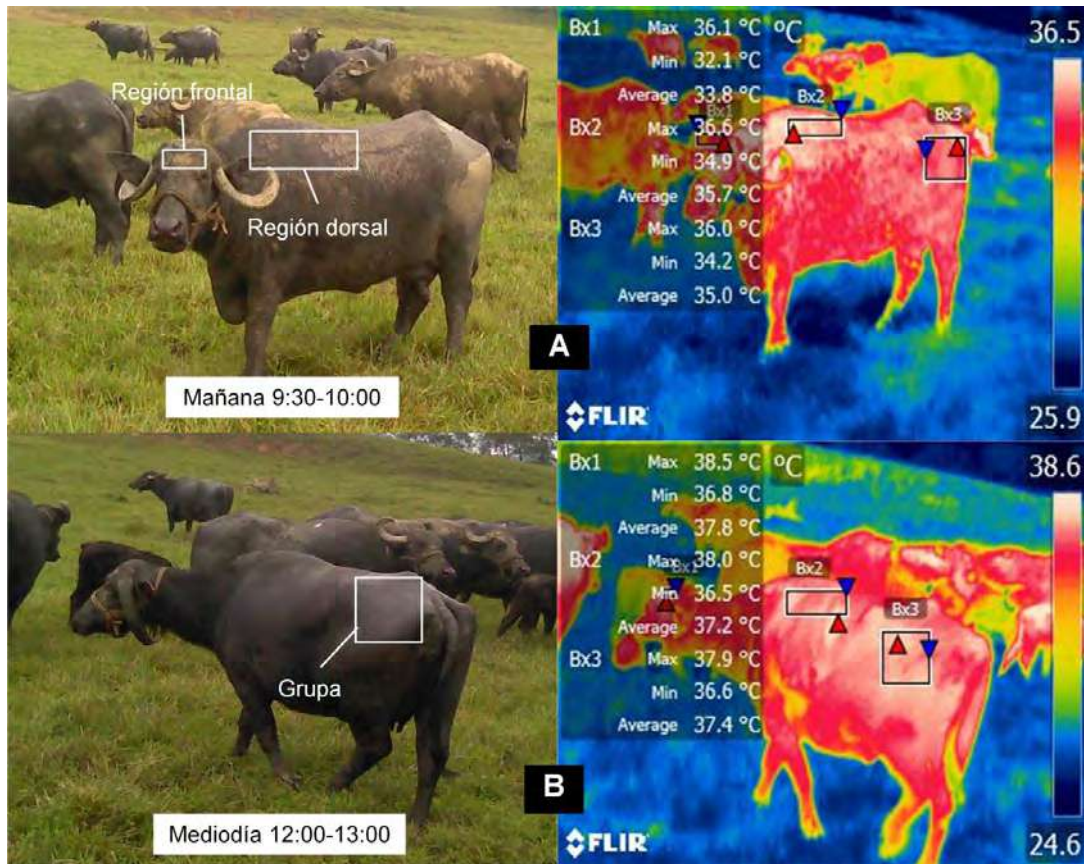 Región frontal
Región dorsal
Mañana 9:30-10:00
A
Bx1 Max 36.1 °C °C 36.5
Min 32.1 °C
Average 33.8 °C
Bx1
Bx2 Max 36.6 °C
Min 34.9 °C
Average 35.7 °C
Bx3 Max 36.0 °C
Min 34.2 °C
Average 35.0 °C
Bx2
Bx3
FLIR
25.9
Grupa
Mediodía 12:00-13:00
B
Bx1 Max 38.5 °C °C 38.6
Min 36.8 °C
Average 37.8 °C
Bx2 Max 38.0 °C
Bx1
Min 36.5 °C
Average 37.2 °C
Bx3 Max 37.9 °C
Min 36.6 °C
Average 37.4 °C
Bx2
Bx3
FLIR
24.6